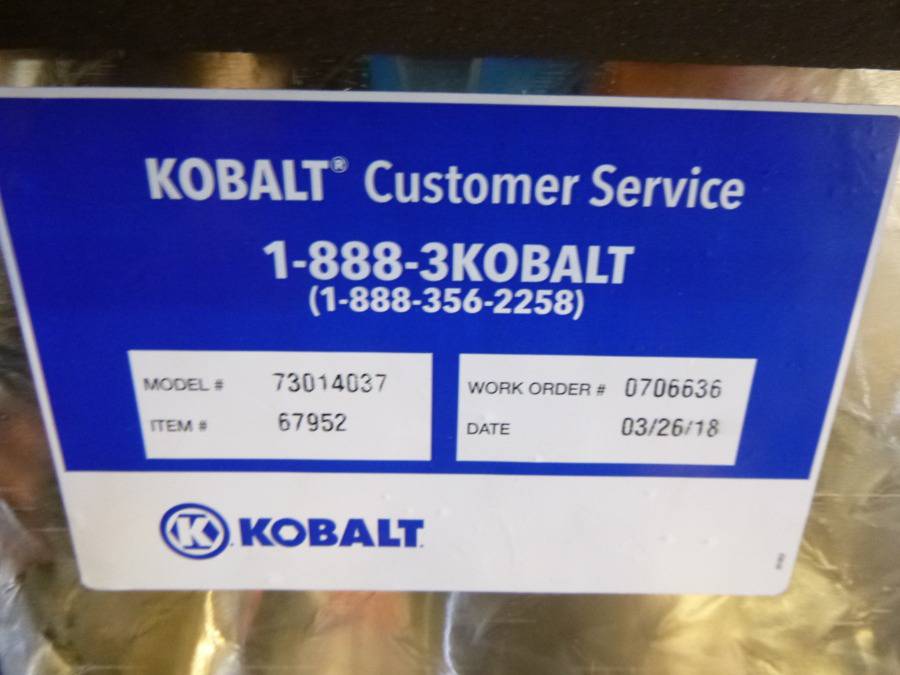 KOBALT® Customer Service
1-888-3KOBALT
(1-888-356-2258)
MODEL # 73014037
ITEM # 67952
WORK ORDER # 0706636
DATE 03/26/18
K KOBALT